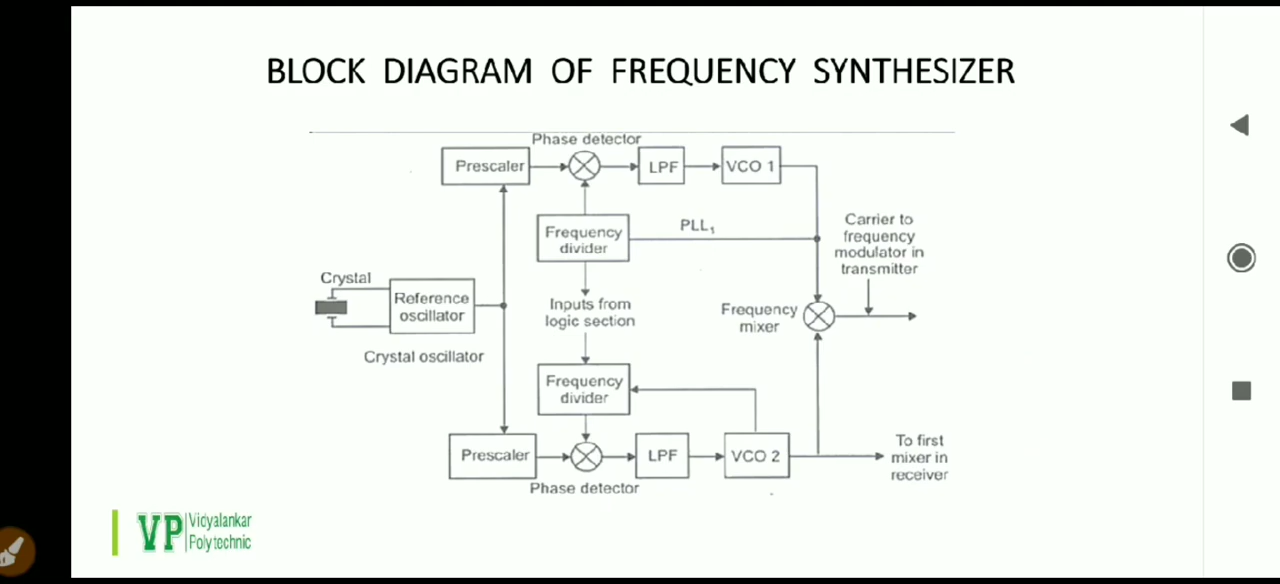 BLOCK DIAGRAM OF FREQUENCY SYNTHESIZER
Phase detector
Prescaler
LPF
VCO 1
Frequency
divider
PLL1
Carrier to
frequency
modulator in
transmitter
Crystal
Reference
oscillator
Crystal oscillator
Inputs from
logic section
Frequency
mixer
Frequency
divider
Prescaler
LPF
VCO 2
Phase detector
To first
mixer in
receiver
VP
Vidyalankar
Polytechnic